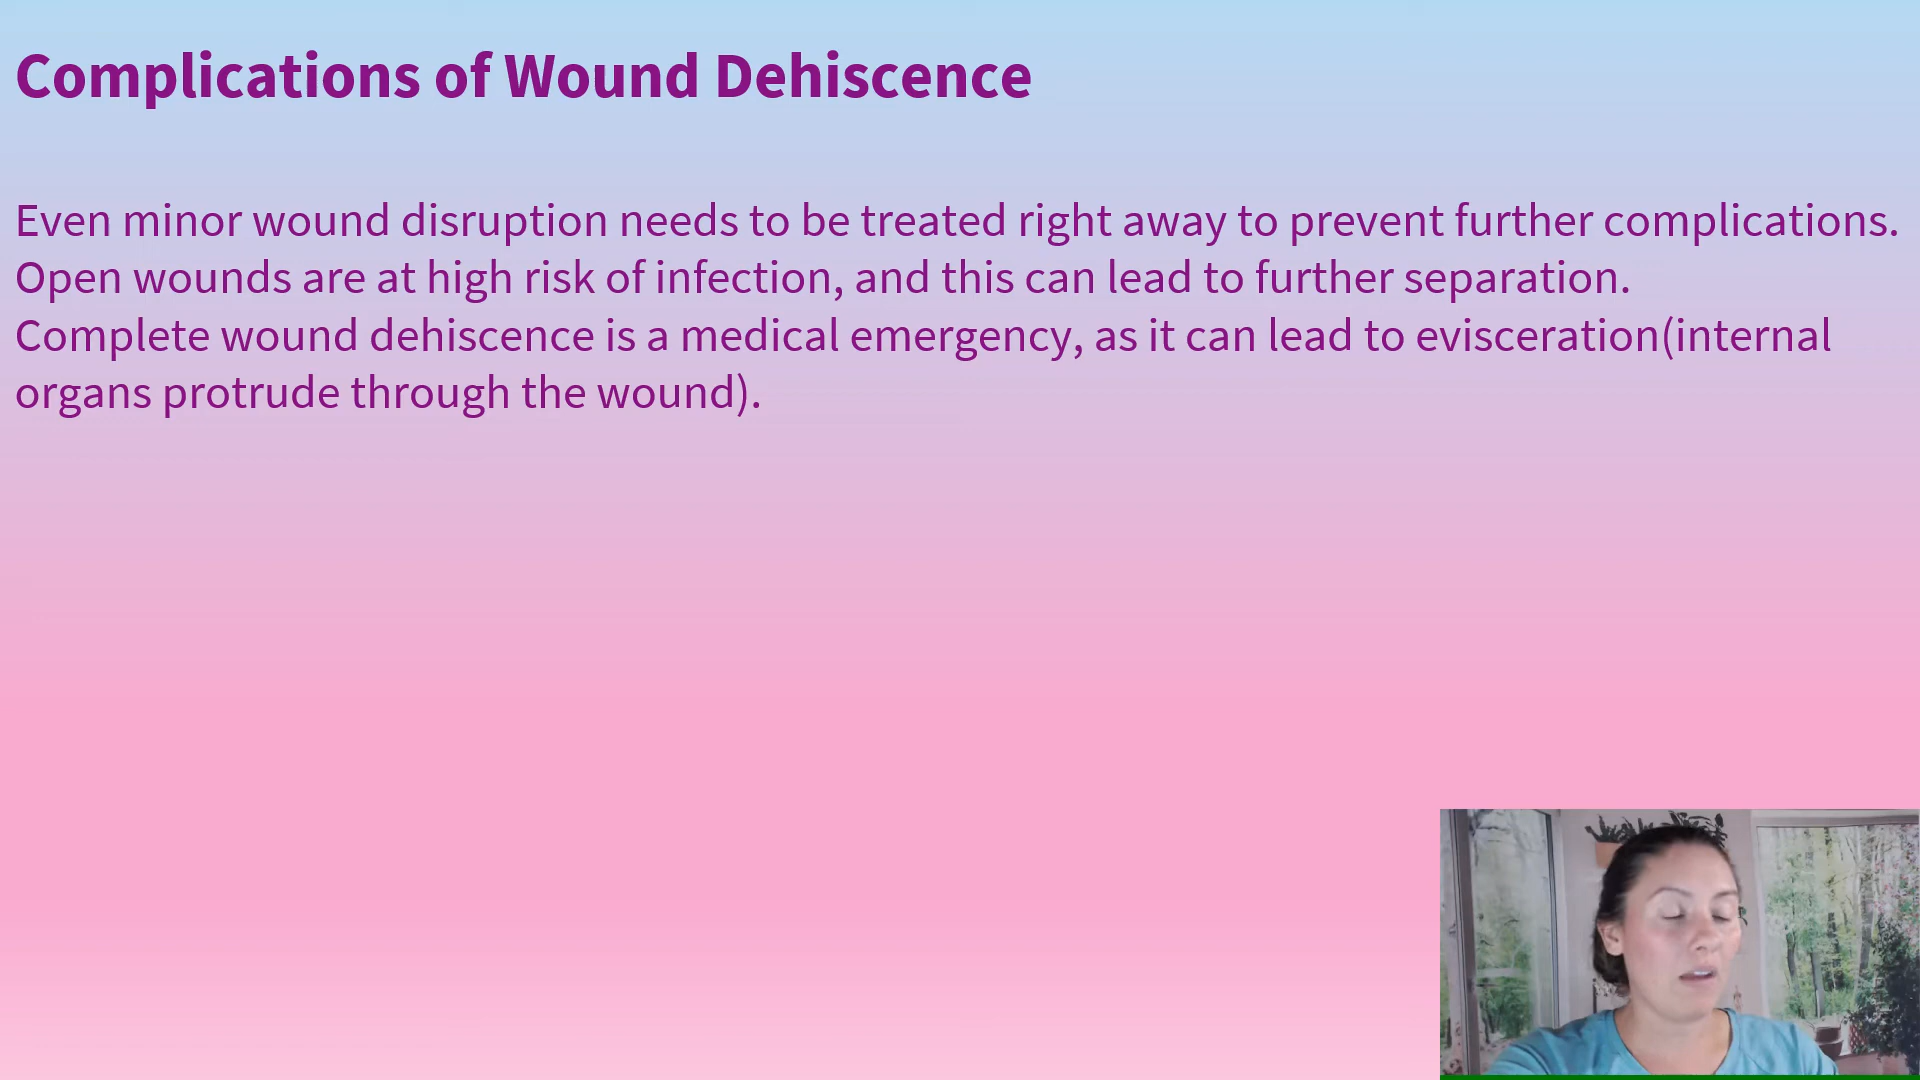 Complications of Wound Dehiscence
Even minor wound disruption needs to be treated right away to prevent further complications.
Open wounds are at high risk of infection, and this can lead to further separation.
Complete wound dehiscence is a medical emergency, as it can lead to evisceration(internal
organs protrude through the wound).